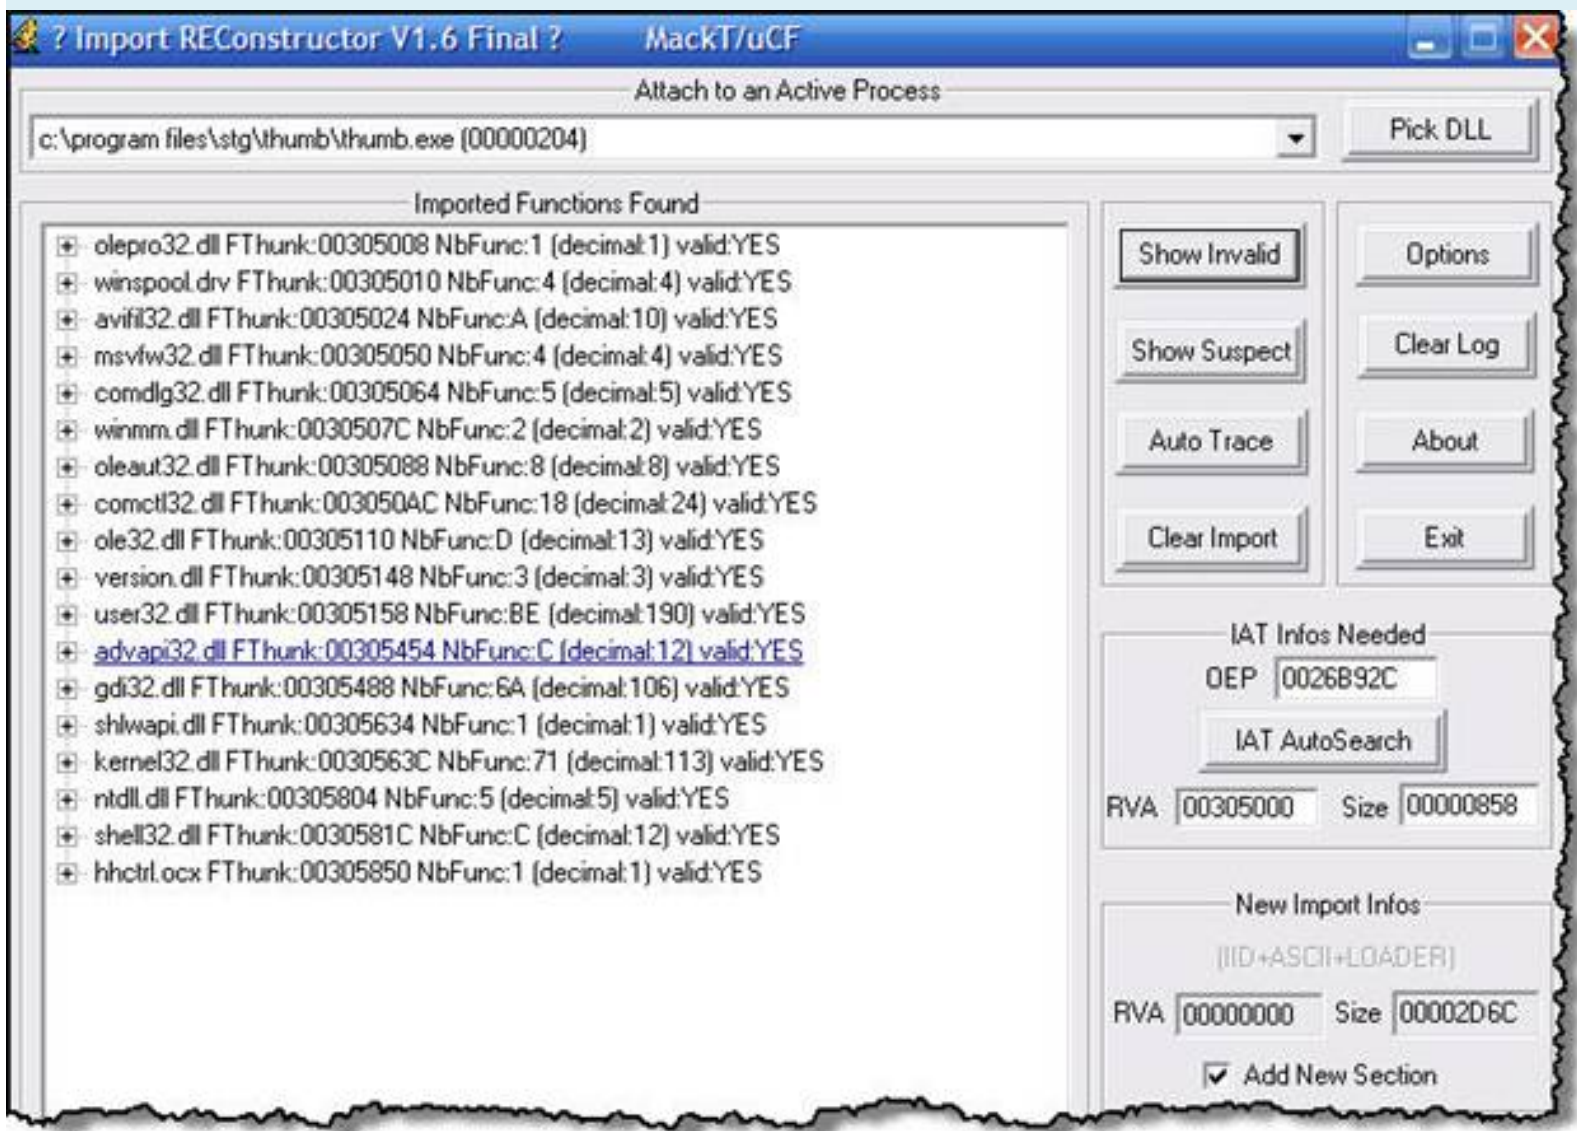 ? Import REConstructor V1.6 Final ? MackT/uCF
Attach to an Active Process
c:\program files\stg\thumb\thumb.exe (00000204)
Pick DLL
Imported Functions Found
olepro32.dll FThunk:00305008 NbFunc:1 (decimal:1) valid:YES
winspool.drv FThunk:00305010 NbFunc:4 (decimal:4) valid:YES
avifil32.dll FThunk:00305024 NbFunc:A (decimal:10) valid:YES
msvfw32.dll FThunk:00305050 NbFunc:4 (decimal:4) valid:YES
comdlg32.dll FThunk:00305064 NbFunc:5 (decimal:5) valid:YES
winmm.dll FThunk:0030507C NbFunc:2 (decimal:2) valid:YES
oleaut32.dll FThunk:00305088 NbFunc:8 (decimal:8) valid:YES
comctl32.dll FThunk:003050AC NbFunc:18 (decimal:24) valid:YES
ole32.dll FThunk:00305110 NbFunc:D (decimal:13) valid:YES
version.dll FThunk:00305148 NbFunc:3 (decimal:3) valid:YES
user32.dll FThunk:00305158 NbFunc:BE (decimal:190) valid:YES
advapi32.dll FThunk:00305454 NbFunc:C (decimal:12) valid:YES
gdi32.dll FThunk:00305488 NbFunc:6A (decimal:106) valid:YES
shlwapi.dll FThunk:00305634 NbFunc:1 (decimal:1) valid:YES
kernel32.dll FThunk:0030563C NbFunc:71 (decimal:113) valid:YES
ntdll.dll FThunk:00305804 NbFunc:5 (decimal:5) valid:YES
shell32.dll FThunk:0030581C NbFunc:C (decimal:12) valid:YES
hhctrl.ocx FThunk:00305850 NbFunc:1 (decimal:1) valid:YES
Show Invalid
Options
Show Suspect
Clear Log
Auto Trace
About
Clear Import
Exit
IAT Infos Needed
OEP 0026B92C
IAT AutoSearch
RVA 00305000 Size 00000858
New Import Infos
(IID+ASCII+LOADER)
RVA 00000000 Size 00002D6C
Add New Section